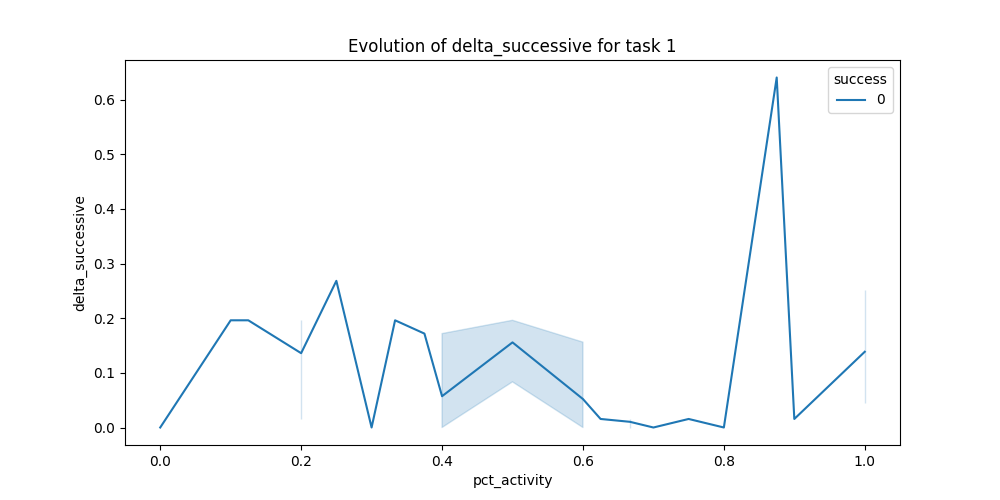 Evolution of delta_successive for task 1
success
0
0.6
0.5
0.4
0.3
0.2
0.1
0.0
delta_successive
0.0 0.2 0.4 0.6 0.8 1.0
pct_activity